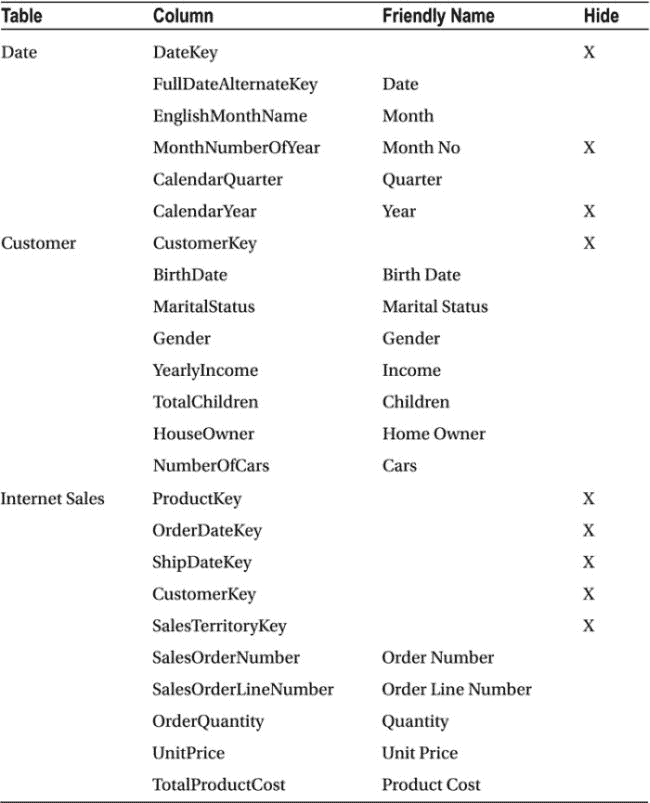 Table Column Friendly Name Hide
Date DateKey X
FullDateAlternateKey Date
EnglishMonthName Month
MonthNumberOfYear Month No X
CalendarQuarter Quarter
CalendarYear Year X
Customer CustomerKey X
BirthDate Birth Date
MaritalStatus Marital Status
Gender Gender
YearlyIncome Income
TotalChildren Children
HouseOwner Home Owner
NumberOfCars Cars
Internet Sales ProductKey X
OrderDateKey X
ShipDateKey X
CustomerKey X
SalesTerritoryKey X
SalesOrderNumber Order Number
SalesOrderLineNumber Order Line Number
OrderQuantity Quantity
UnitPrice Unit Price
TotalProductCost Product Cost